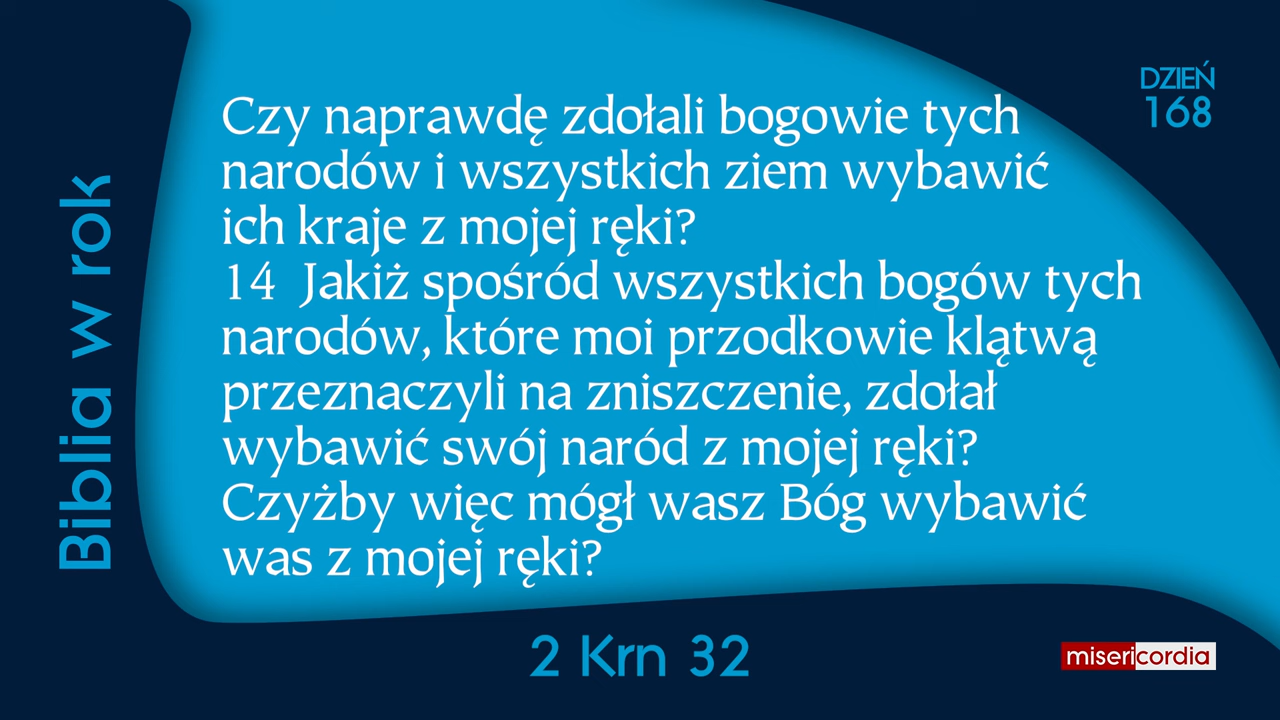 DZIEŃ
168
Czy naprawdę zdołali bogowie tych
narodów i wszystkich ziem wybawić
ich kraje z mojej ręki?
14 Jakiż spośród wszystkich bogów tych
narodów, które moi przodkowie klątwą
przeznaczyli na zniszczenie, zdołał
wybawić swój naród z mojej ręki?
Czyżby więc mógł wasz Bóg wybawić
was z mojej ręki?
Biblia w rok
2 Krn 32
misericordia